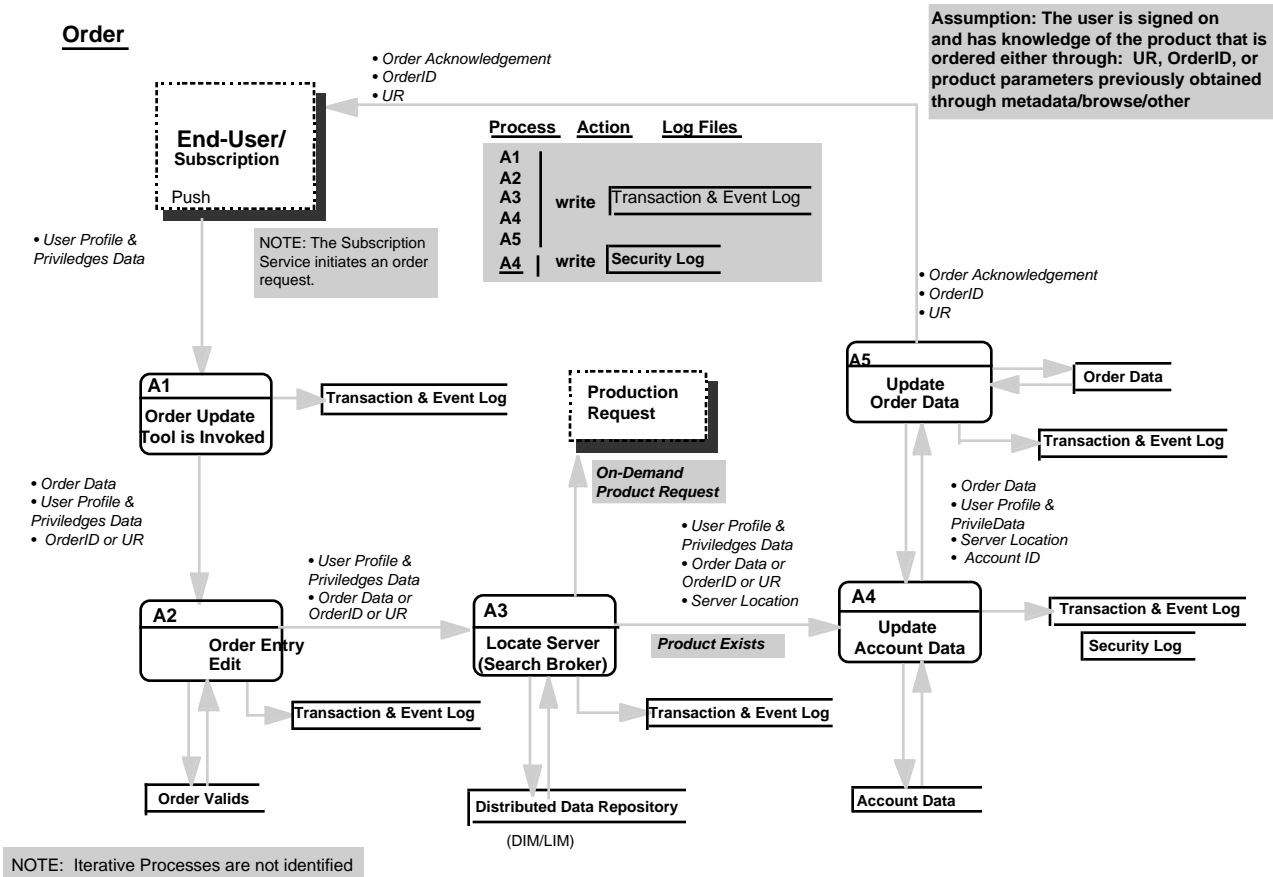 Order
Assumption: The user is signed on
and has knowledge of the product that is
ordered either through: UR, OrderID, or
product parameters previously obtained
through metadata/browse/other
• Order Acknowledgement
• OrderID
• UR
End-User/
Subscription
Push
Process Action Log Files
A1
A2
A3
A4
A5
write Transaction & Event Log
A4 write Security Log
• User Profile &
Priviledges Data
NOTE: The Subscription
Service initiates an order
request.
• Order Acknowledgement
• OrderID
• UR
A1
Order Update
Tool is Invoked
Transaction & Event Log
Production
Request
A5
Update
Order Data
Order Data
Transaction & Event Log
On-Demand
Product Request
• Order Data
• User Profile &
Priviledges Data
• OrderID or UR
• Order Data
• User Profile &
PrivileData
• Server Location
• Account ID
• User Profile &
Priviledges Data
• Order Data or
OrderID or UR
• User Profile &
Priviledges Data
• Order Data or
OrderID or UR
• Server Location
A2
Order Entry
Edit
A3
Locate Server
(Search Broker)
Product Exists
A4
Update
Account Data
Transaction & Event Log
Security Log
Transaction & Event Log
Transaction & Event Log
Order Valids
Distributed Data Repository
(DIM/LIM)
Account Data
NOTE: Iterative Processes are not identified